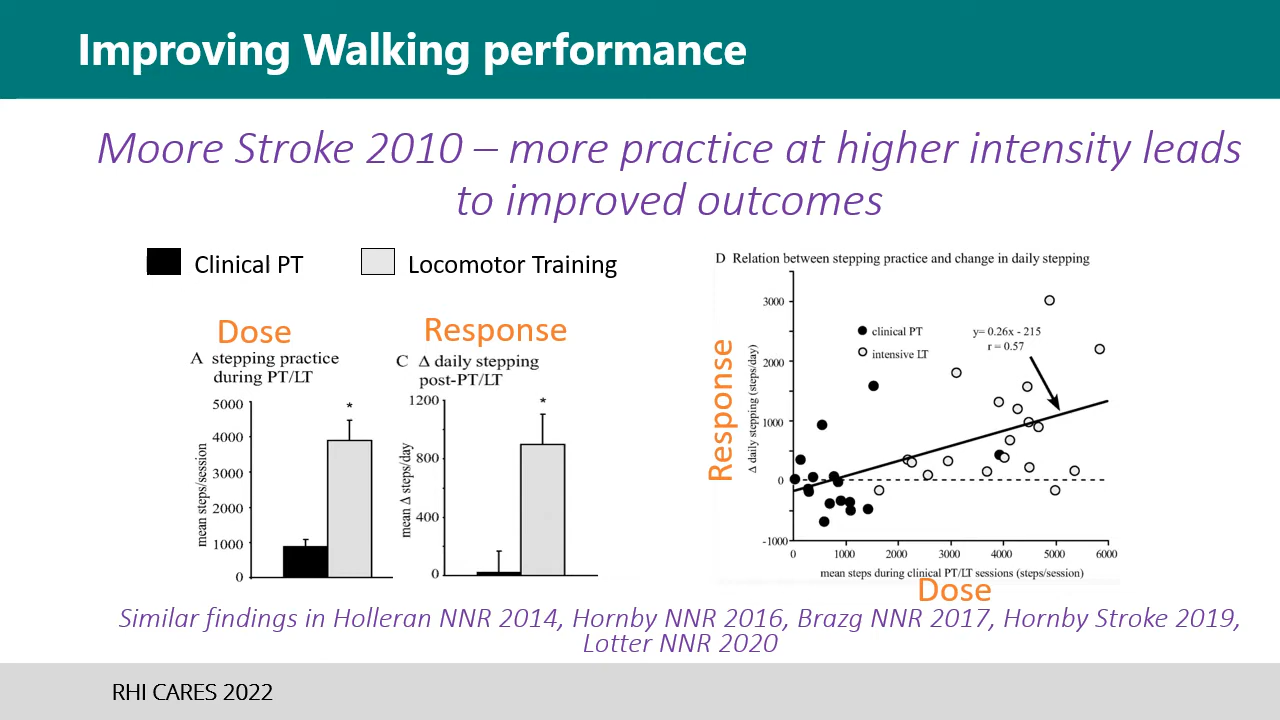 Improving Walking performance
Moore Stroke 2010 – more practice at higher intensity leads
to improved outcomes
Clinical PT
Locomotor Training
Dose
A stepping practice
during PT/LT
5000
4000
3000
2000
1000
0
mean steps/session
*
Response
C Δ daily stepping
post-PT/LT
1200
800
400
0
mean Δ steps/day
*
D Relation between stepping practice and change in daily stepping
Response
Δ daily stepping (steps/day)
3000
2000
1000
0
-1000
clinical PT
intensive LT
y= 0.26x - 215
r = 0.57
0 1000 2000 3000 4000 5000 6000
mean steps during clinical PT/LT sessions (steps/session)
Dose
Similar findings in Holleran NNR 2014, Hornby NNR 2016, Brazg NNR 2017, Hornby Stroke 2019,
Lotter NNR 2020
RHI CARES 2022